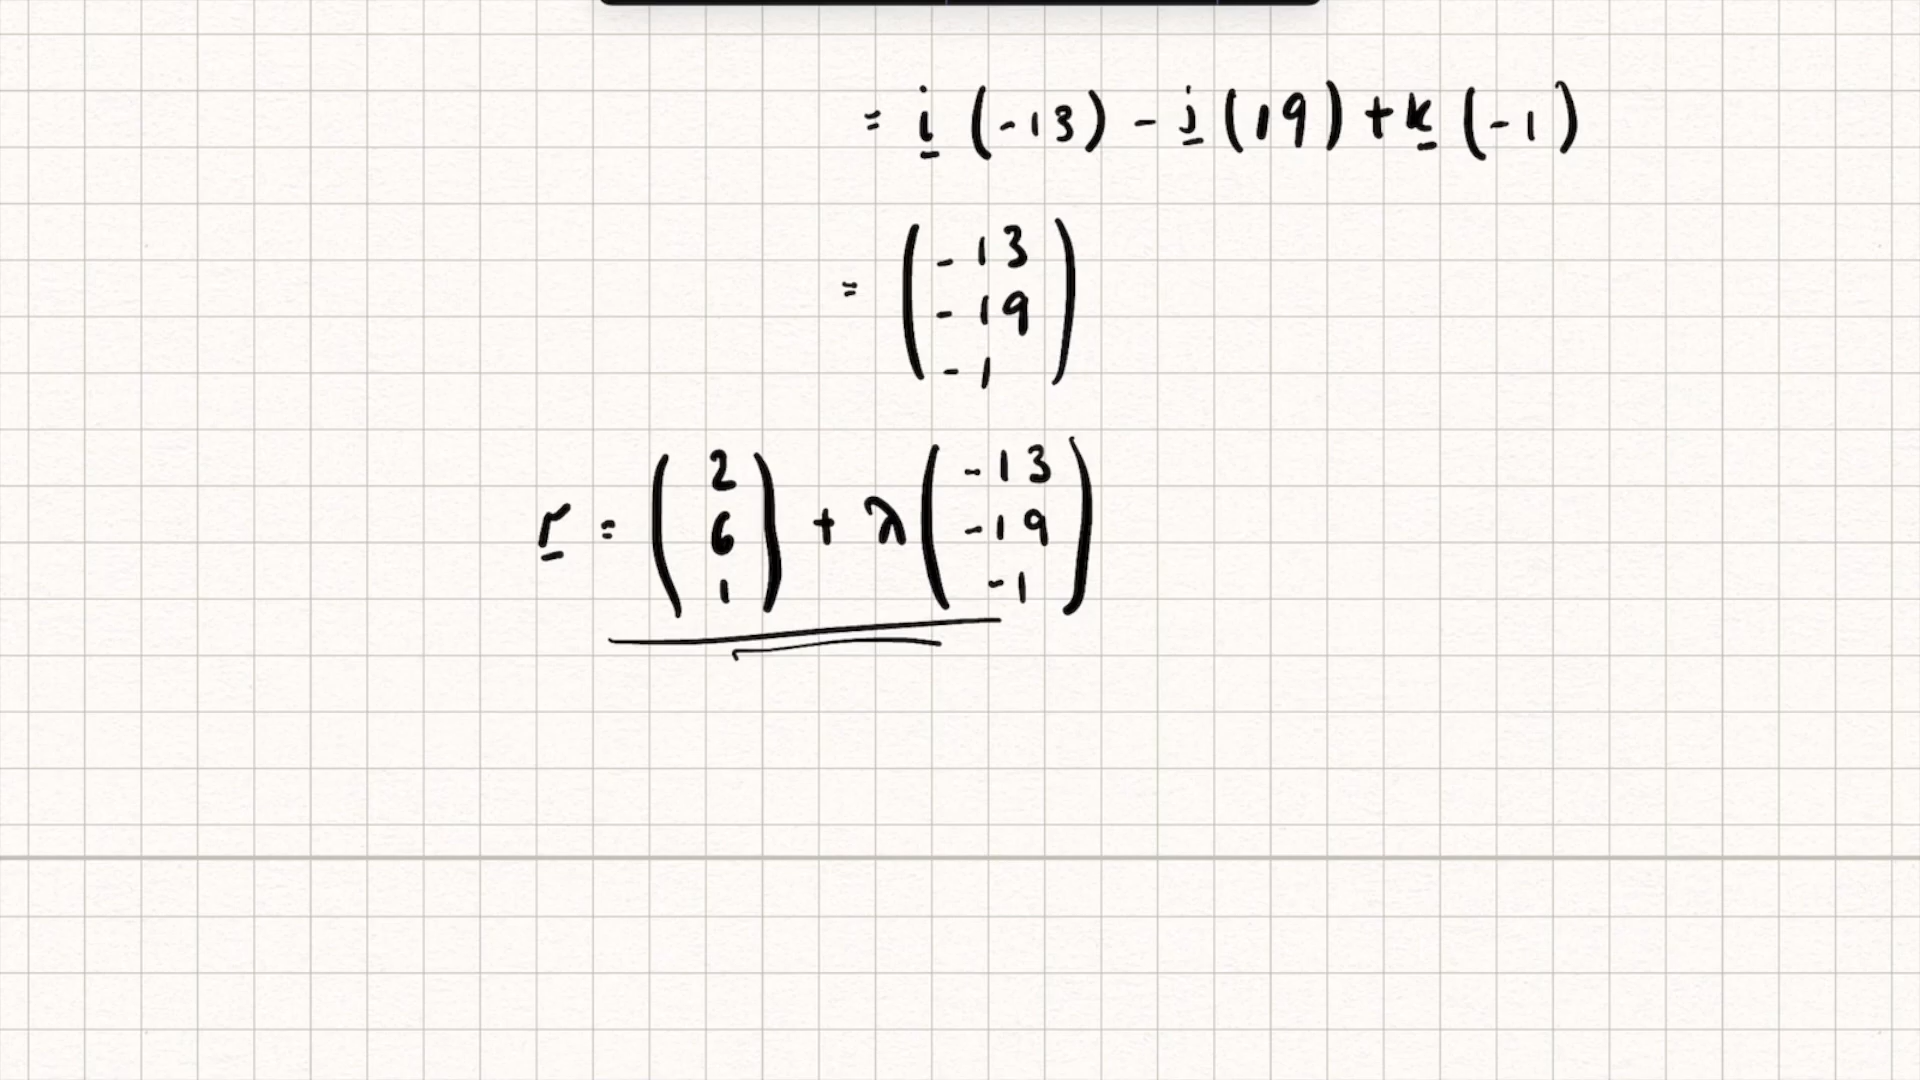 = i (-13) - j (19) + k (-1)
= ( -13
-19
-1 )
r = ( 2
6
1 ) + λ ( -13
-19
-1 )